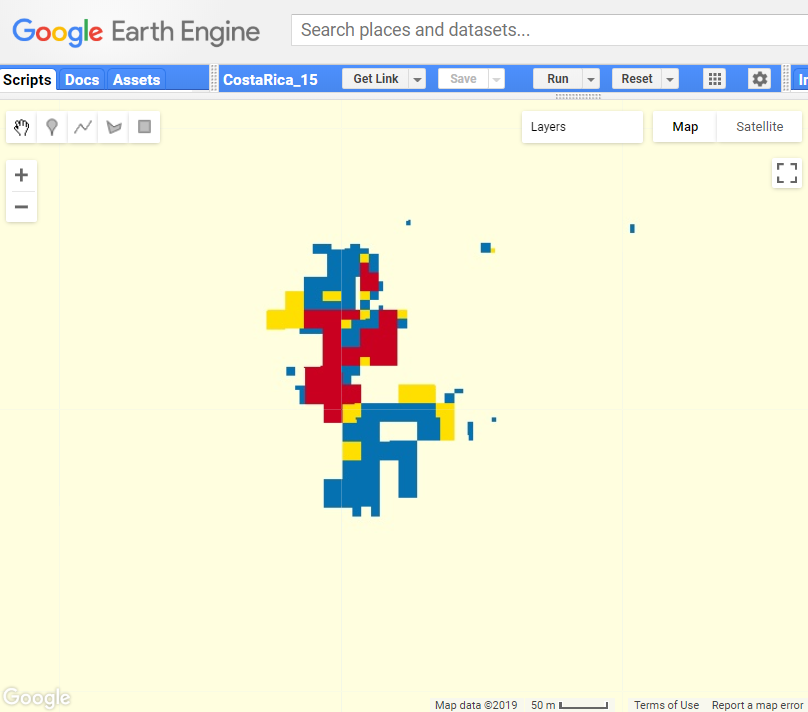 Google Earth Engine
Search places and datasets...
Scripts Docs Assets
CostaRica_15
Get Link
Save
Run
Reset
Layers
Map
Satellite
+
−
Google
Map data ©2019
50 m
Terms of Use
Report a map error